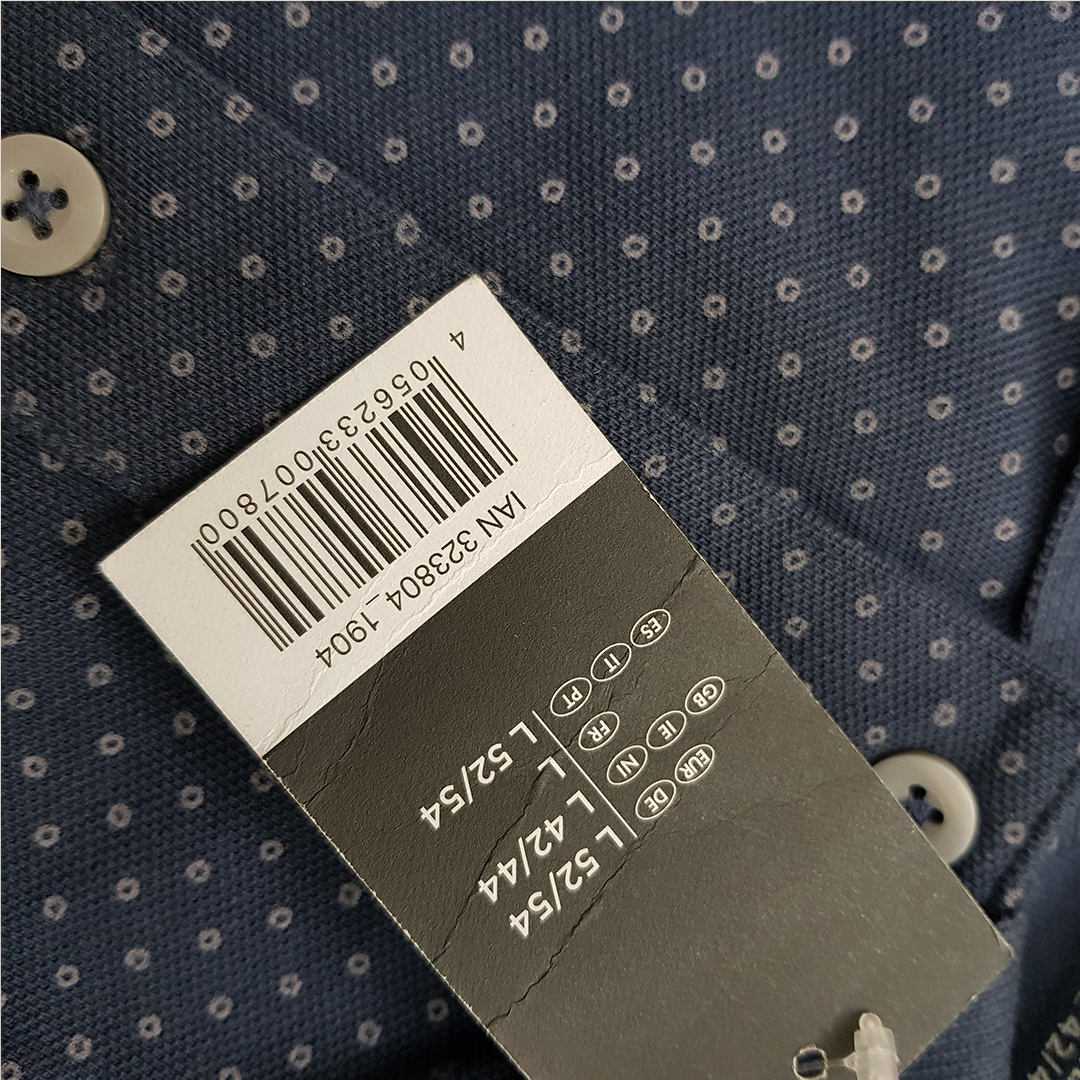 EUR DE L 52/54
GB IE NI L 42/44
FR L
ES IT PT L 52/54
IAN 323804_1904
4 056233 007800